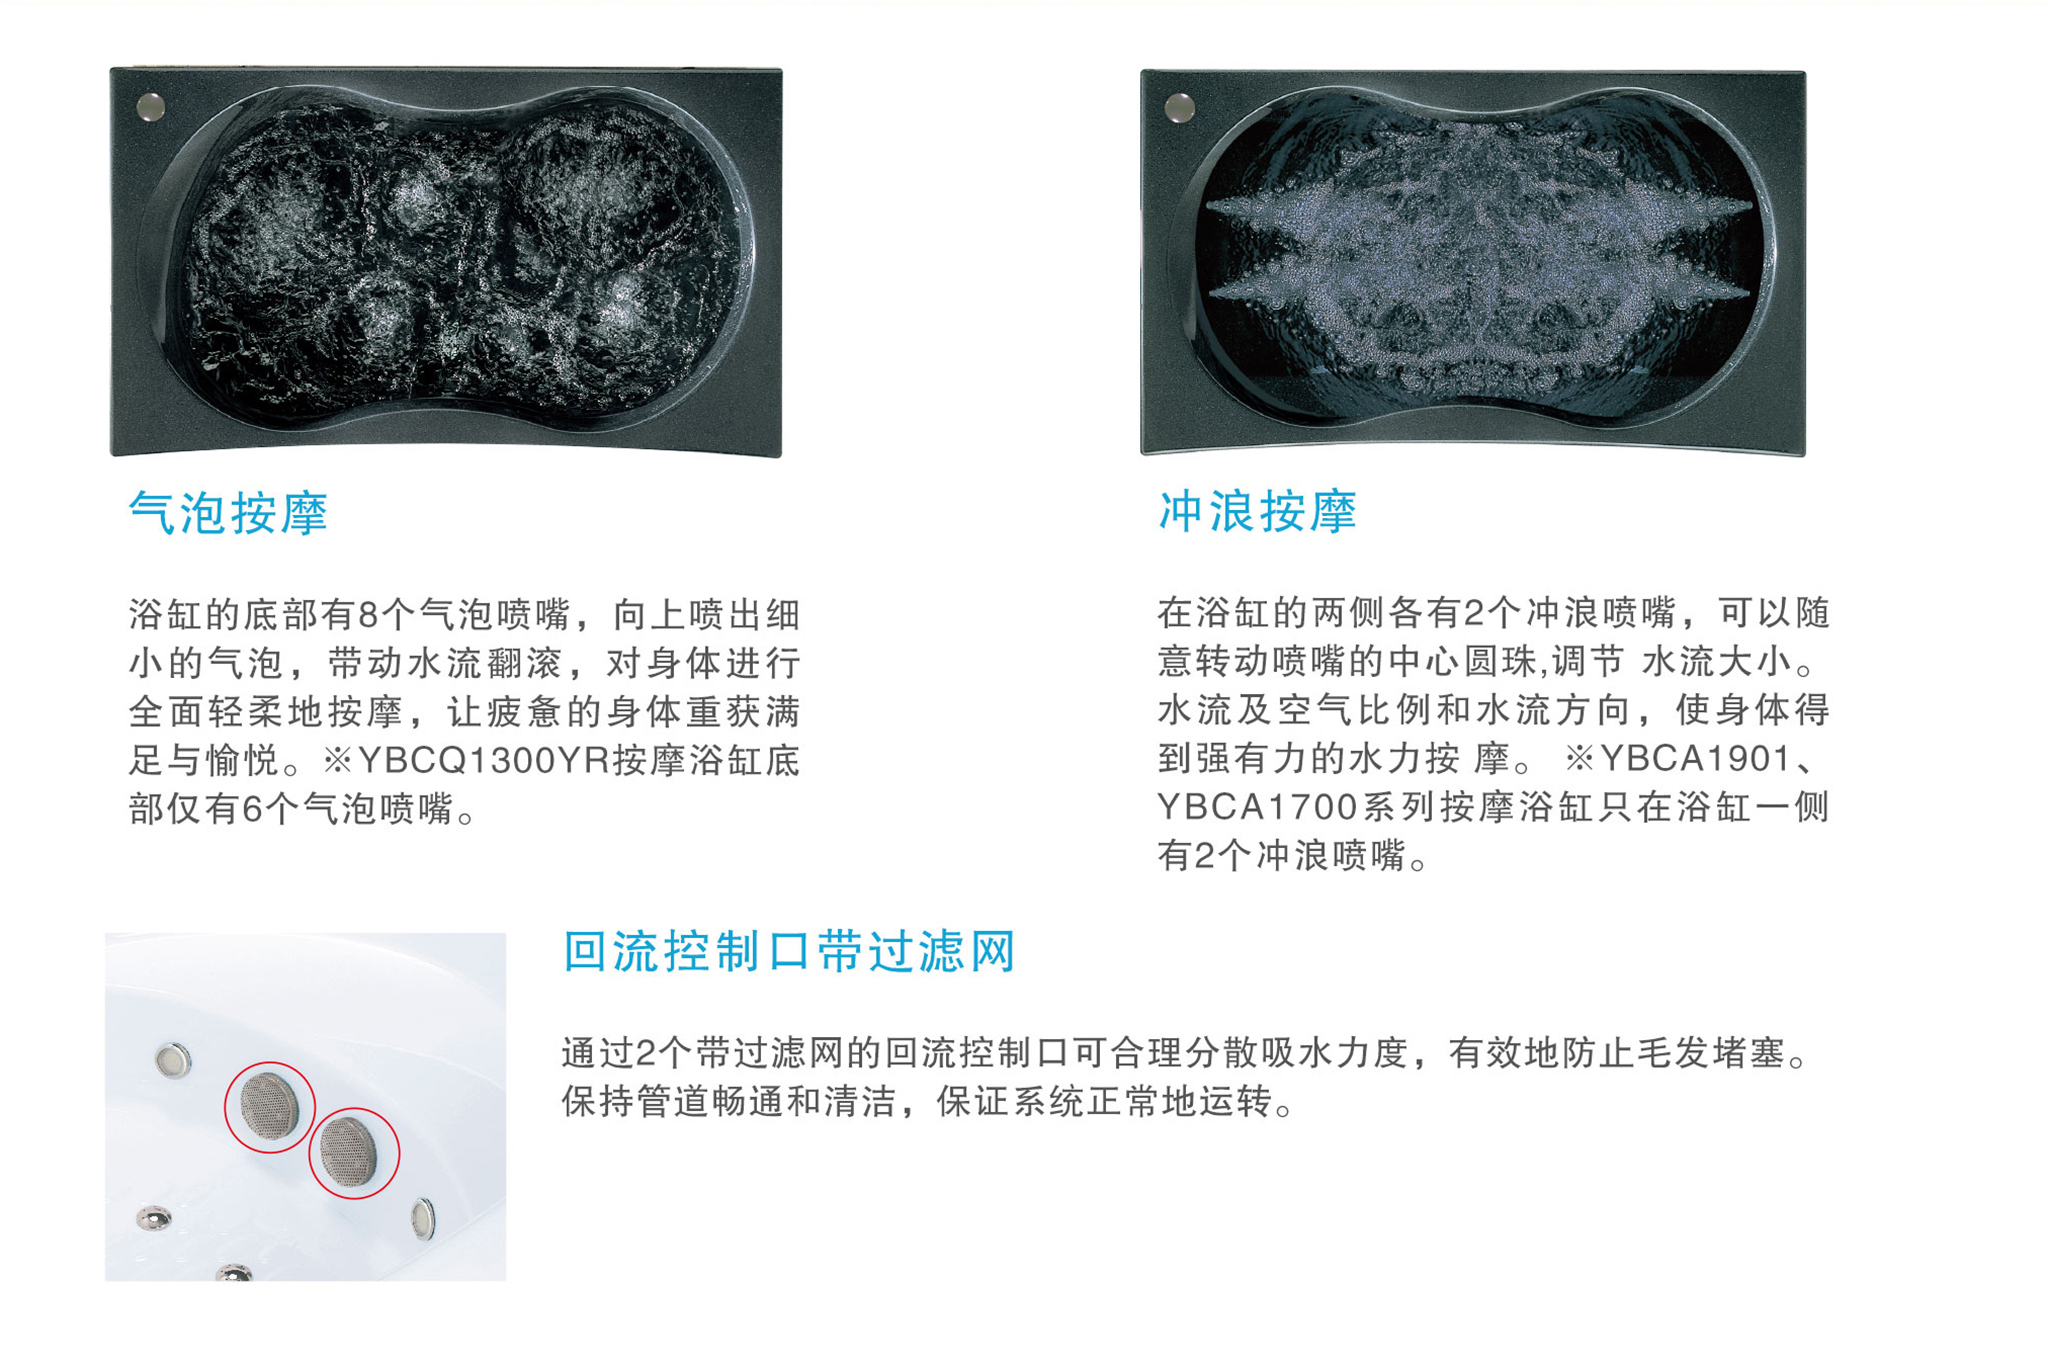 气泡按摩
浴缸的底部有8个气泡喷嘴，向上喷出细
小的气泡，带动水流翻滚，对身体进行
全面轻柔地按摩，让疲惫的身体重获满
足与愉悦。※YBCQ1300YR按摩浴缸底
部仅有6个气泡喷嘴。
冲浪按摩
在浴缸的两侧各有2个冲浪喷嘴，可以随
意转动喷嘴的中心圆珠,调节 水流大小。
水流及空气比例和水流方向，使身体得
到强有力的水力按 摩。 ※YBCA1901、
YBCA1700系列按摩浴缸只在浴缸一侧
有2个冲浪喷嘴。
回流控制口带过滤网
通过2个带过滤网的回流控制口可合理分散吸水力度，有效地防止毛发堵塞。
保持管道畅通和清洁，保证系统正常地运转。